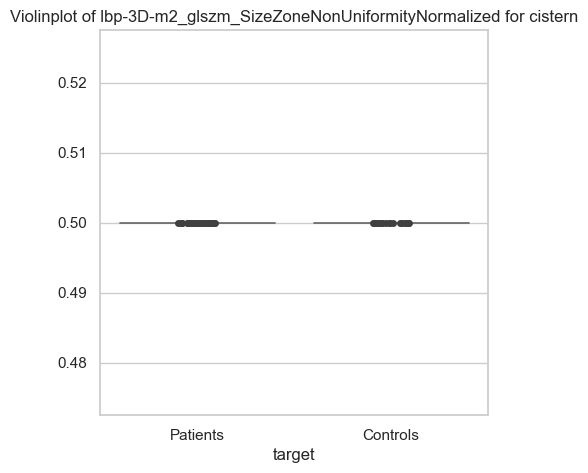 Violinplot of lbp-3D-m2_glszm_SizeZoneNonUniformityNormalized for cistern
0.52
0.51
0.50
0.49
0.48
Patients Controls
target